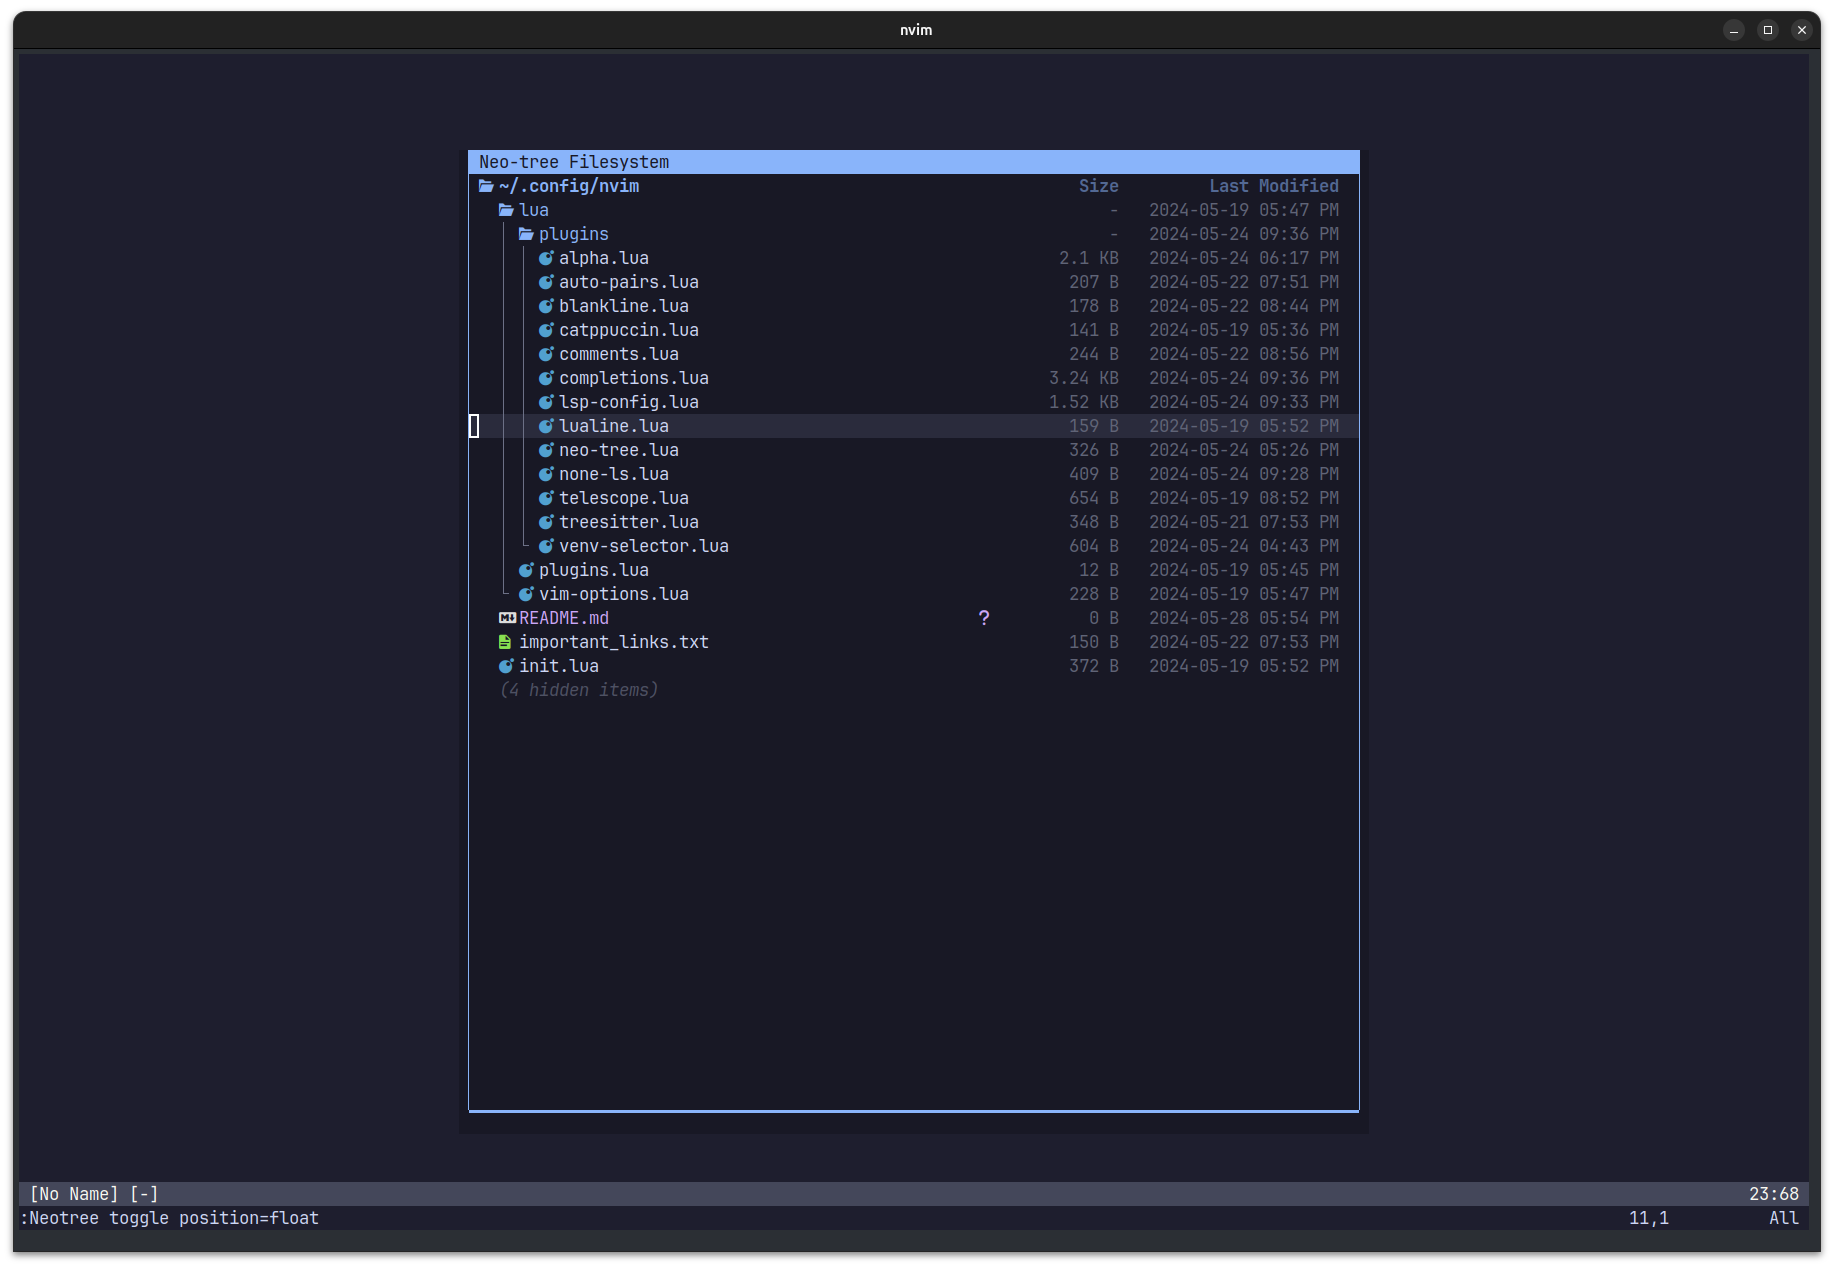 nvim
Neo-tree Filesystem
~/.config/nvim Size Last Modified
lua - 2024-05-19 05:47 PM
plugins - 2024-05-24 09:36 PM
alpha.lua 2.1 KB 2024-05-24 06:17 PM
auto-pairs.lua 207 B 2024-05-22 07:51 PM
blankline.lua 178 B 2024-05-22 08:44 PM
catppuccin.lua 141 B 2024-05-19 05:36 PM
comments.lua 244 B 2024-05-22 08:56 PM
completions.lua 3.24 KB 2024-05-24 09:36 PM
lsp-config.lua 1.52 KB 2024-05-24 09:33 PM
lualine.lua 159 B 2024-05-19 05:52 PM
neo-tree.lua 326 B 2024-05-24 05:26 PM
none-ls.lua 409 B 2024-05-24 09:28 PM
telescope.lua 654 B 2024-05-19 08:52 PM
treesitter.lua 348 B 2024-05-21 07:53 PM
venv-selector.lua 604 B 2024-05-24 04:43 PM
plugins.lua 12 B 2024-05-19 05:45 PM
vim-options.lua 228 B 2024-05-19 05:47 PM
README.md ? 0 B 2024-05-28 05:54 PM
important_links.txt 150 B 2024-05-22 07:53 PM
init.lua 372 B 2024-05-19 05:52 PM
(4 hidden items)
[No Name] [-] 23:68
:Neotree toggle position=float 11,1 All